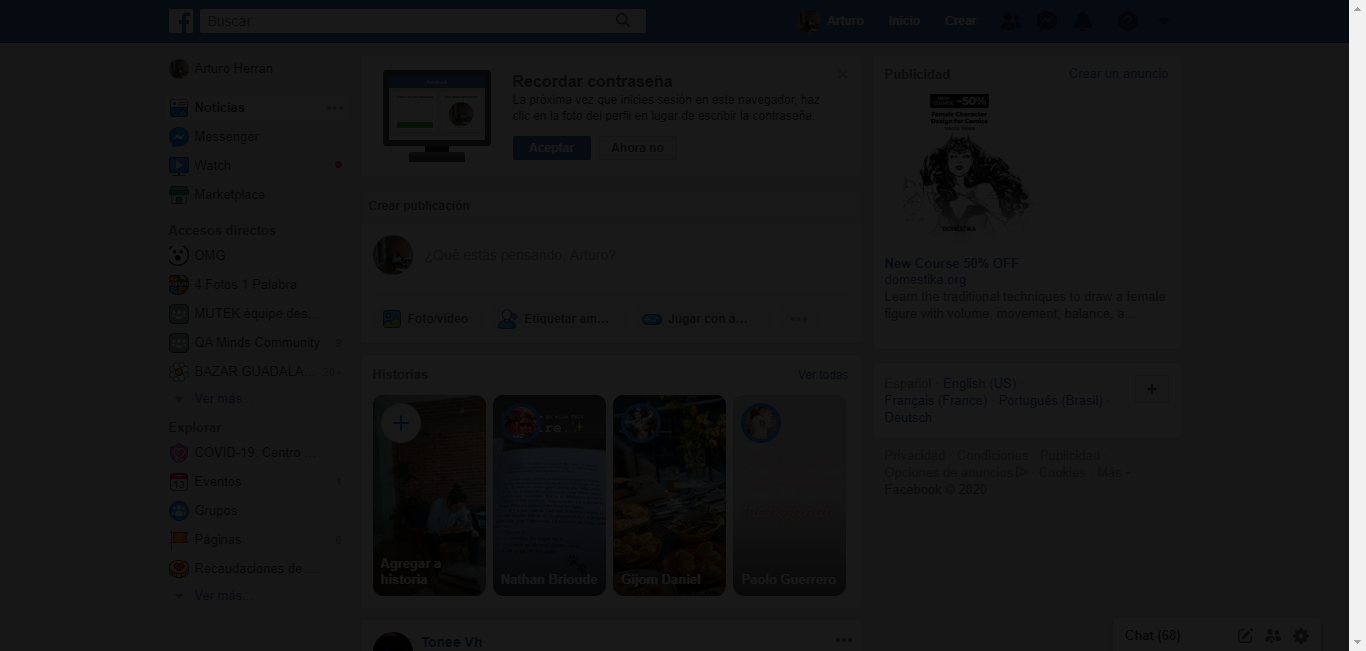 Buscar
Arturo
Inicio
Crear
Arturo Herran
Noticias
Messenger
Watch
Marketplace
Accesos directos
OMG
4 Fotos 1 Palabra
MUTEK équipe des...
QA Minds Community
BAZAR GUADALA...
20+
Ver más...
Explorar
COVID-19: Centro ...
Eventos
Grupos
Páginas
Recaudaciones de ...
Ver más...
Recordar contraseña
La próxima vez que inicies sesión en este navegador, haz
clic en la foto del perfil en lugar de escribir la contraseña.
Aceptar
Ahora no
Crear publicación
¿Qué estás pensando, Arturo?
Foto/video
Etiquetar am...
Jugar con a...
Historias
Ver todas
Agregar a
historia
Nathan Brioude
Gijom Daniel
Paolo Guerrero
Tonee Vh
Publicidad
Crear un anuncio
-50%
Female Character
Design for Comics
DOMESTIKA
New Course 50% OFF
domestika.org
Learn the traditional techniques to draw a female
figure with volume, movement, balance, a...
Español · English (US) ·
Français (France) · Português (Brasil) ·
Deutsch
Privacidad · Condiciones · Publicidad ·
Opciones de anuncios · Cookies · Más
Facebook © 2020
Chat (68)